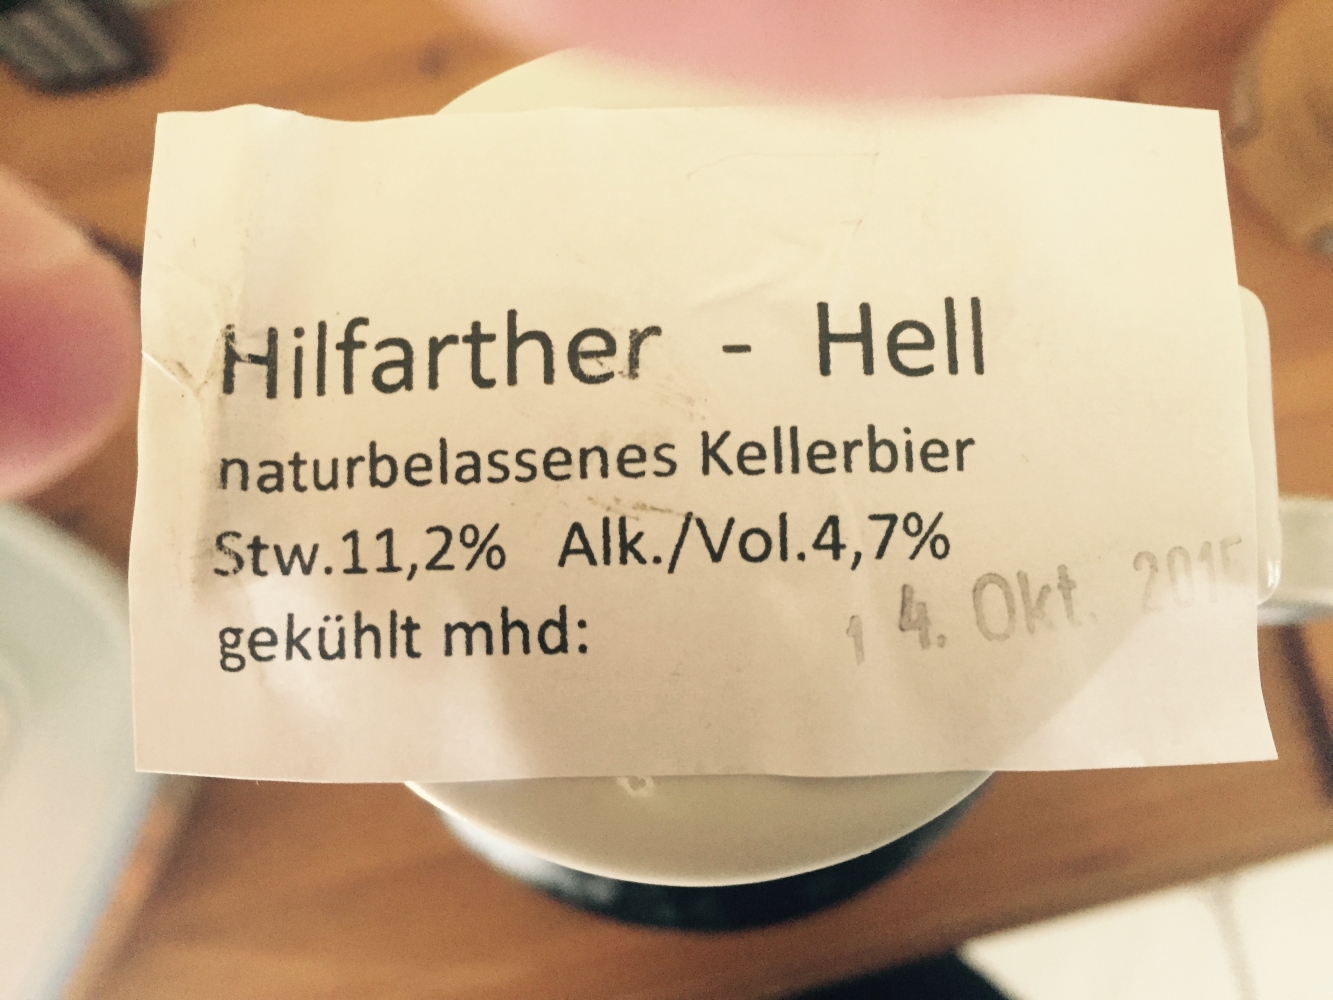 Hilfarther - Hell
naturbelassenes Kellerbier
Stw.11,2% Alk./Vol.4,7%
gekühlt mhd: 14. Okt. 2015